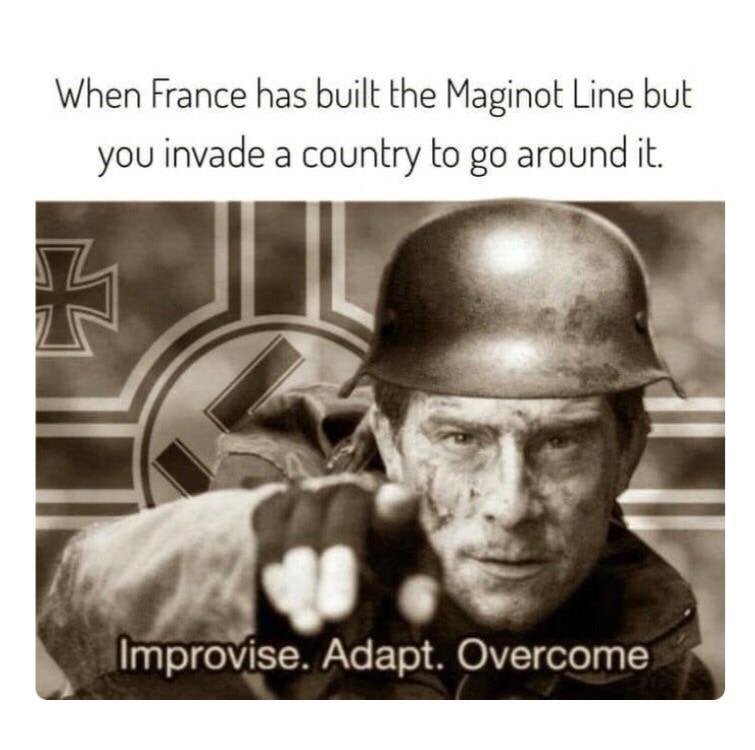 When France has built the Maginot Line but
you invade a country to go around it.
Improvise. Adapt. Overcome